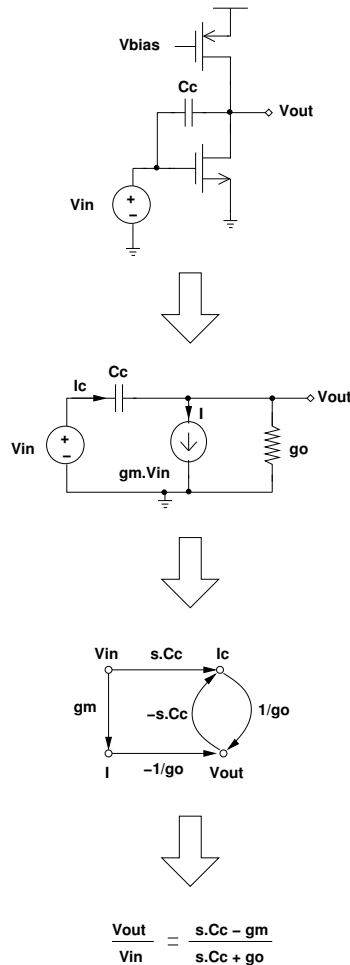 Vbias
Cc
Vout
Vin
+
−
Ic
Cc
Vout
I
Vin
+
−
gm.Vin
go
Vin
s.Cc
Ic
gm
−s.Cc
1/go
I
−1/go
Vout
Vout
Vin
=
s.Cc − gm
s.Cc + go